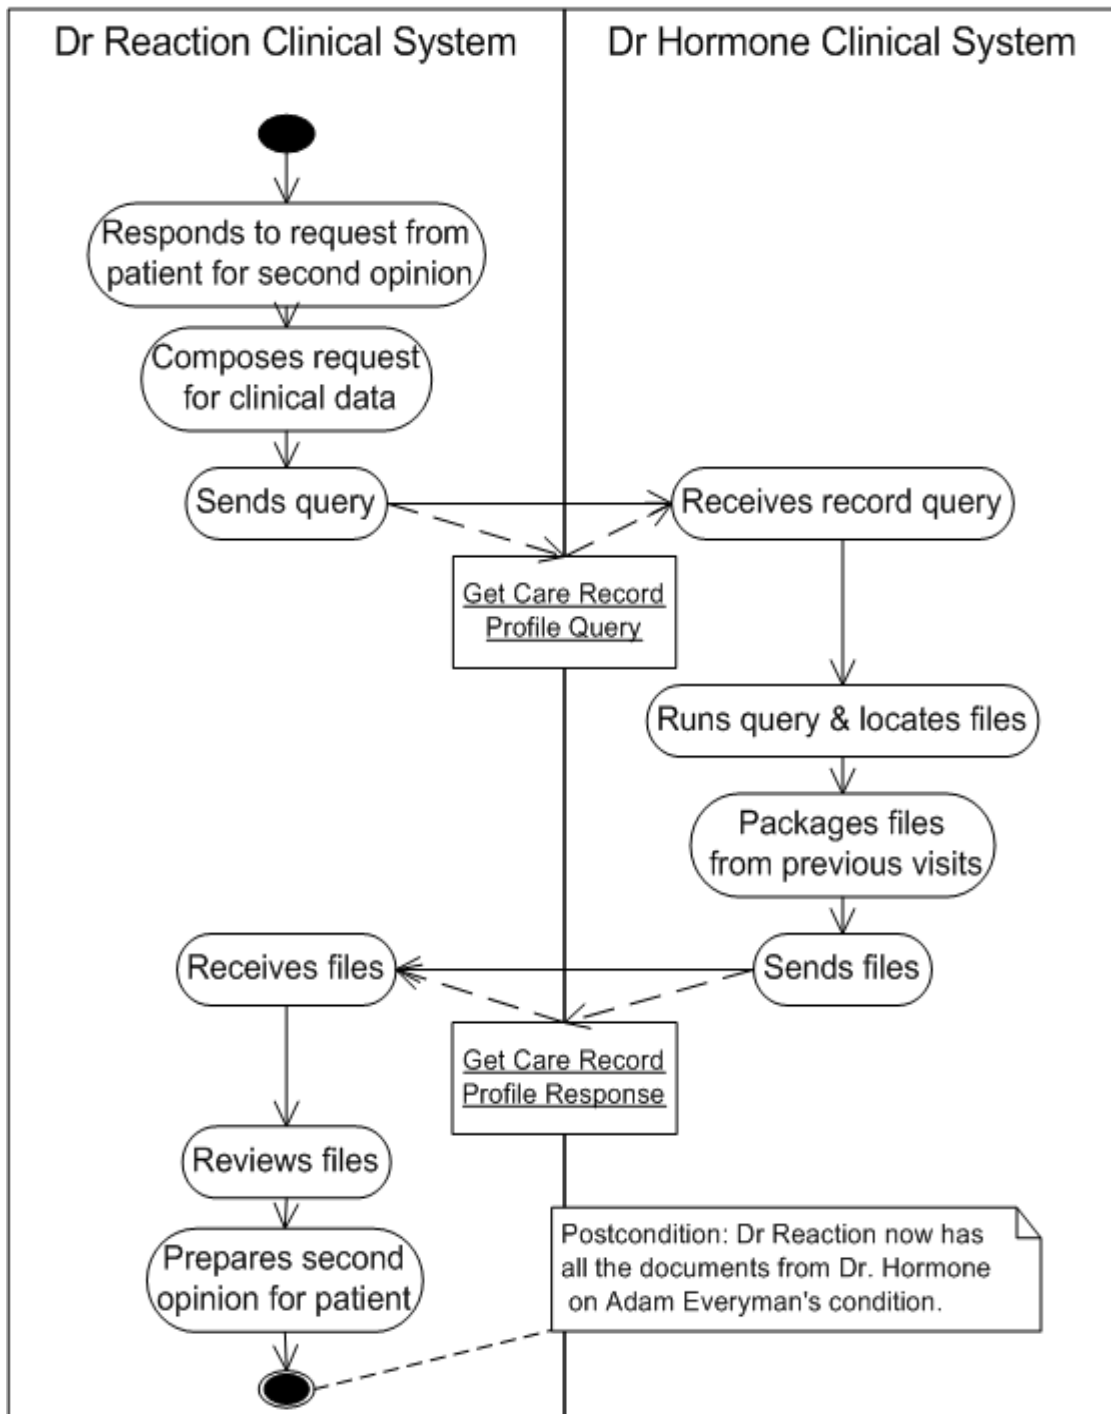 Dr Reaction Clinical System
Dr Hormone Clinical System
Responds to request from
patient for second opinion
Composes request
for clinical data
Sends query
Receives record query
Get Care Record
Profile Query
Runs query & locates files
Packages files
from previous visits
Sends files
Receives files
Get Care Record
Profile Response
Reviews files
Prepares second
opinion for patient
Postcondition: Dr Reaction now has
all the documents from Dr. Hormone
on Adam Everyman's condition.